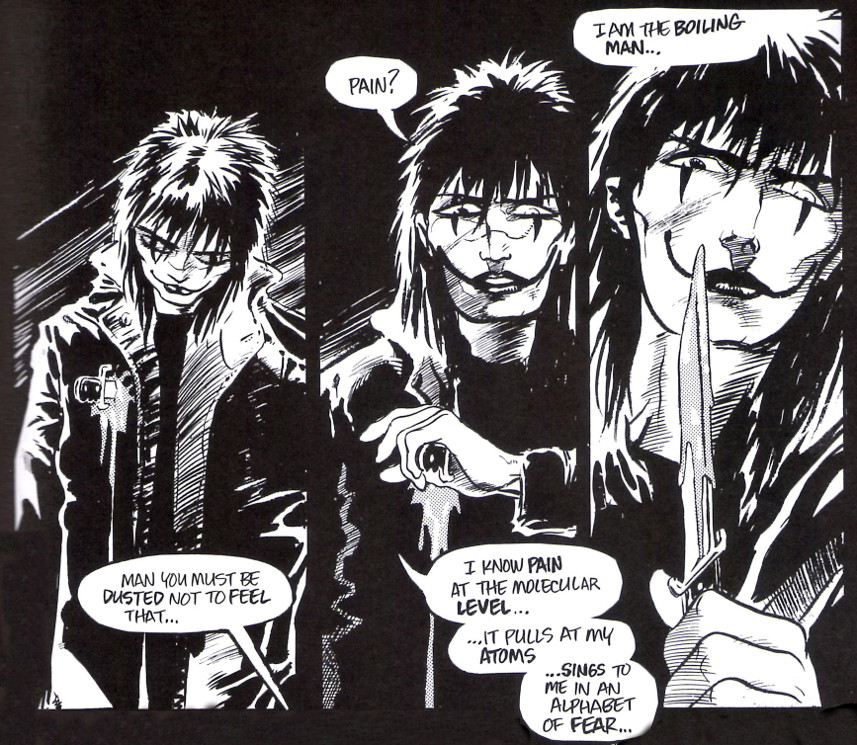 MAN YOU MUST BE
DUSTED NOT TO FEEL
THAT...
PAIN?
I KNOW PAIN
AT THE MOLECULAR
LEVEL...
...IT PULLS AT MY
ATOMS
...SINGS TO
ME IN AN
ALPHABET
OF FEAR...
I AM THE BOILING
MAN...